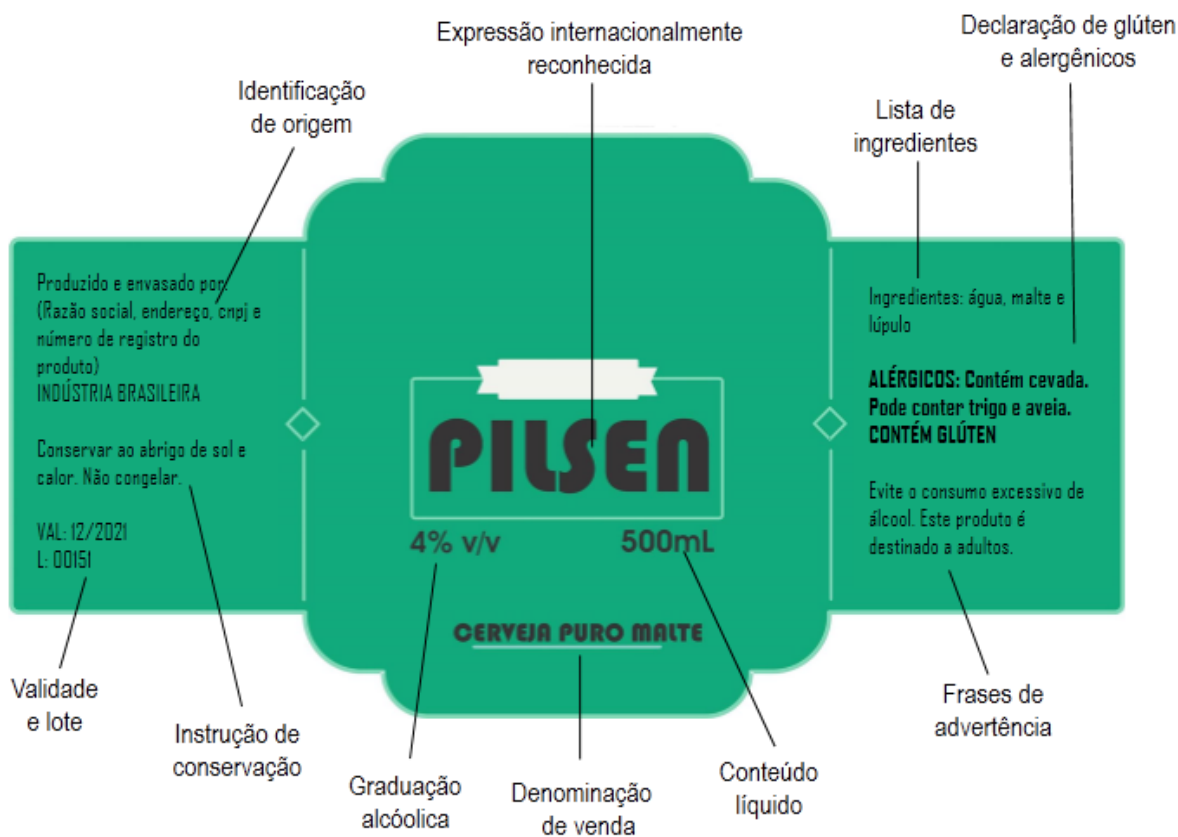 Expressão internacionalmente
reconhecida
Declaração de glúten
e alergênicos
Identificação
de origem
Lista de
ingredientes
Produzido e envasado por:
(Razão social, endereço, cnpj e
número de registro do
produto)
INDÚSTRIA BRASILEIRA
Conservar ao abrigo de sol e
calor. Não congelar.
VAL: 12/2021
L: 00151
PILSEN
4% v/v
500mL
CERVEJA PURO MALTE
Ingredientes: água, malte e
lúpulo
ALÉRGICOS: Contém cevada.
Pode conter trigo e aveia.
CONTÉM GLÚTEN
Evite o consumo excessivo de
álcool. Este produto é
destinado a adultos.
Validade
e lote
Instrução de
conservação
Graduação
alcóolica
Denominação
de venda
Conteúdo
líquido
Frases de
advertência